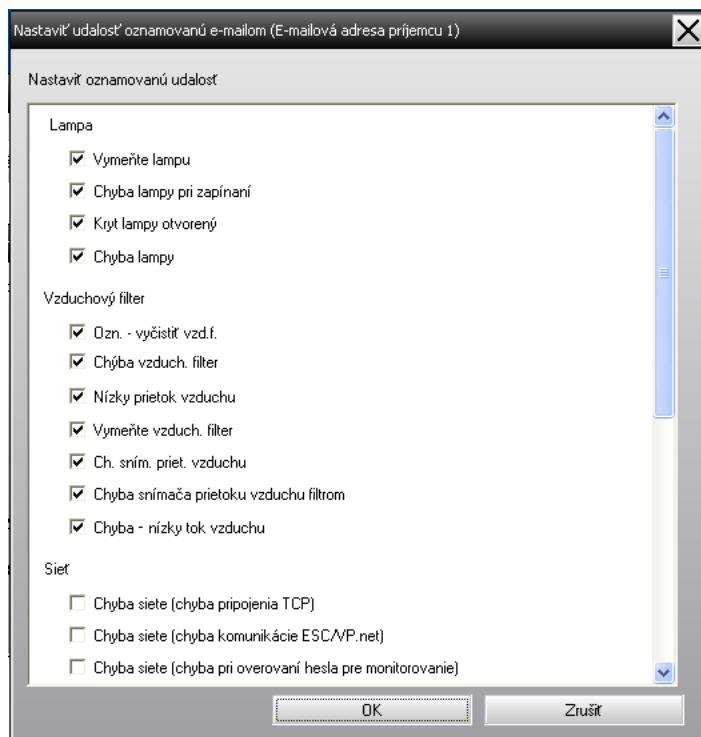 Nastaviť udalosť oznamovanú e-mailom (E-mailová adresa príjemcu 1)
Nastaviť oznamovanú udalosť
Lampa
Vymeňte lampu
Chyba lampy pri zapínaní
Kryt lampy otvorený
Chyba lampy
Vzduchový filter
Ozn. - vyčistiť vzd.f.
Chýba vzduch. filter
Nízky prietok vzduchu
Vymeňte vzduch. filter
Ch. sním. priet. vzduchu
Chyba snímača prietoku vzduchu filtrom
Chyba - nízky tok vzduchu
Sieť
Chyba siete (chyba pripojenia TCP)
Chyba siete (chyba komunikácie ESC/VP.net)
Chyba siete (chyba pri overovaní hesla pre monitorovanie)
OK
Zrušiť